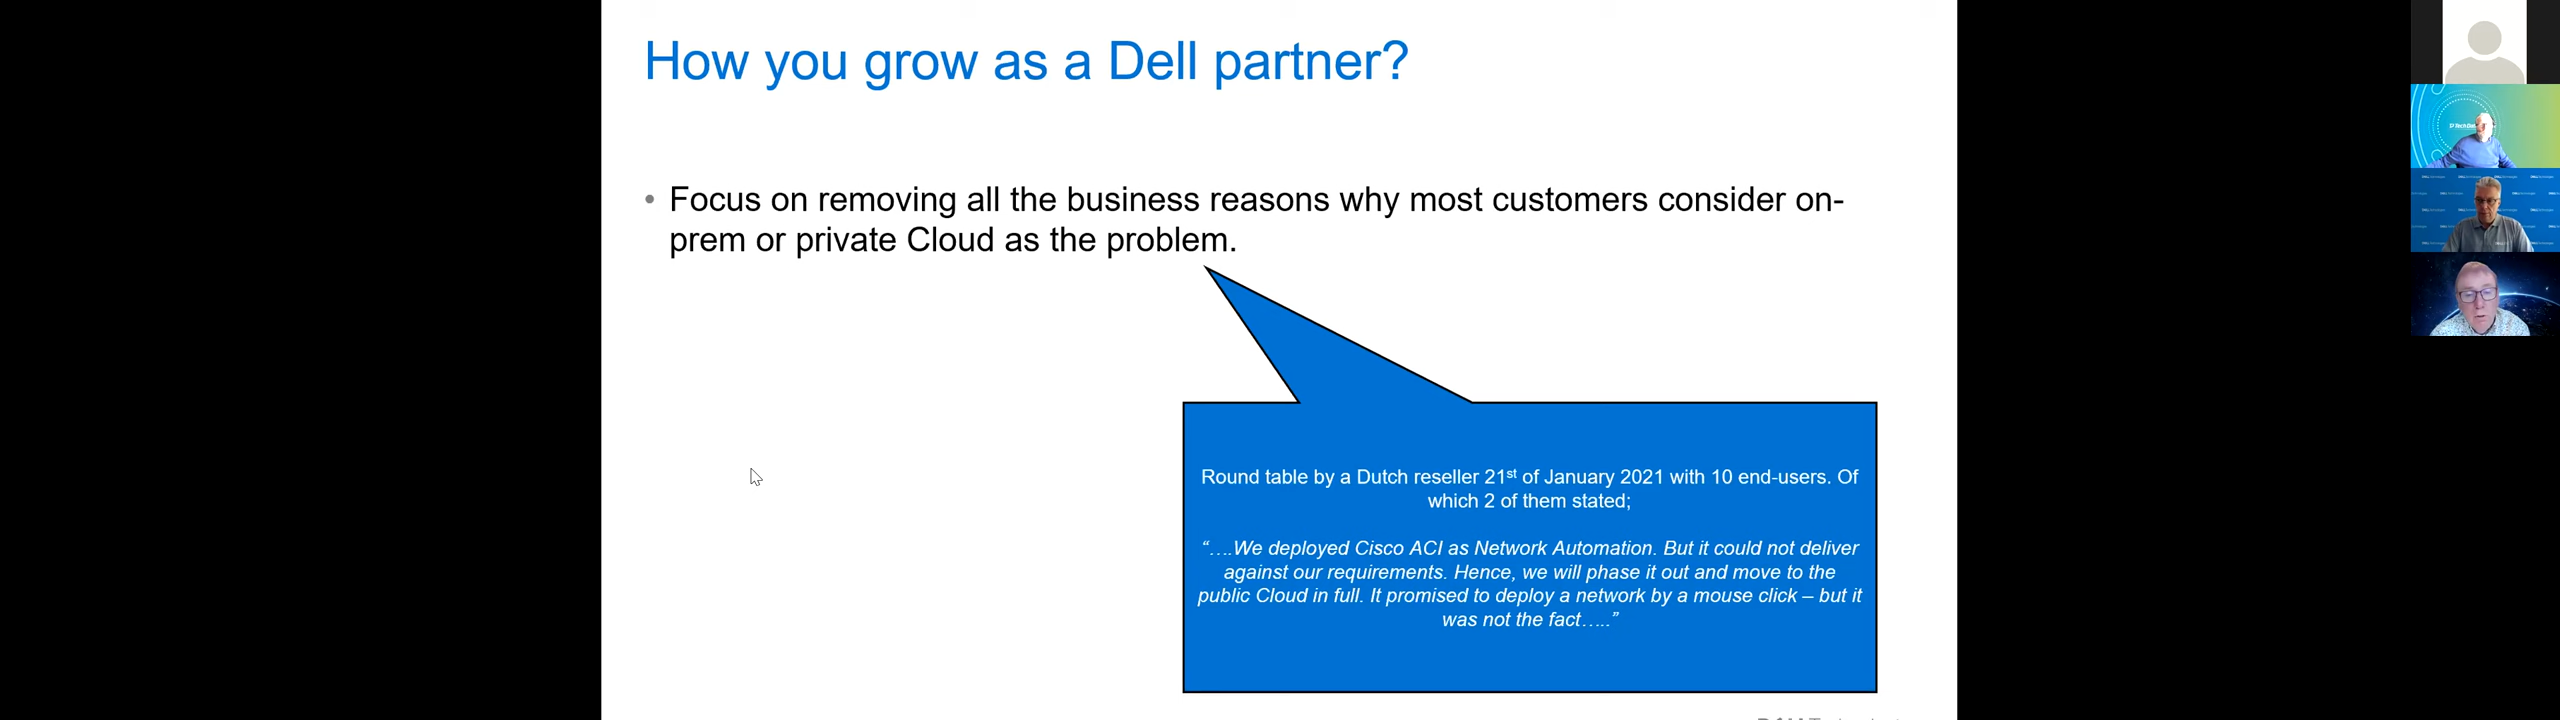 How you grow as a Dell partner?
• Focus on removing all the business reasons why most customers consider on-
prem or private Cloud as the problem.
Round table by a Dutch reseller 21st of January 2021 with 10 end-users. Of
which 2 of them stated;
“….We deployed Cisco ACI as Network Automation. But it could not deliver
against our requirements. Hence, we will phase it out and move to the
public Cloud in full. It promised to deploy a network by a mouse click – but it
was not the fact…..”